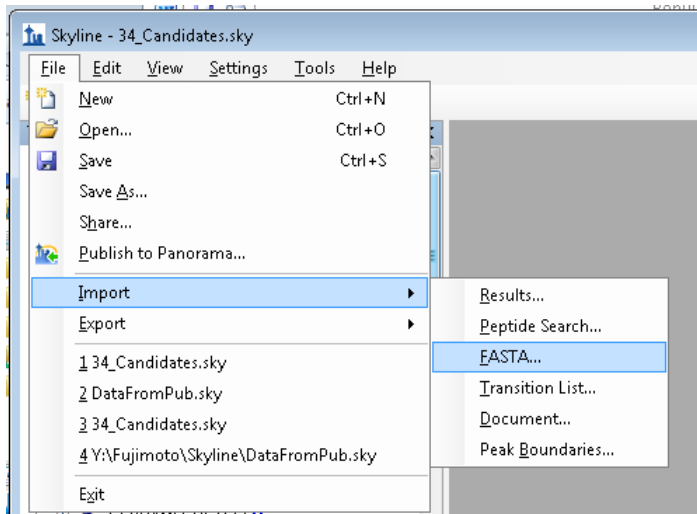 Skyline - 34_Candidates.sky
File Edit View Settings Tools Help
New Ctrl+N
Open... Ctrl+O
Save Ctrl+S
Save As...
Share...
Publish to Panorama...
Import
Export
1 34_Candidates.sky
2 DataFromPub.sky
3 34_Candidates.sky
4 Y:\Fujimoto\Skyline\DataFromPub.sky
Exit
Results...
Peptide Search...
FASTA...
Transition List...
Document...
Peak Boundaries...